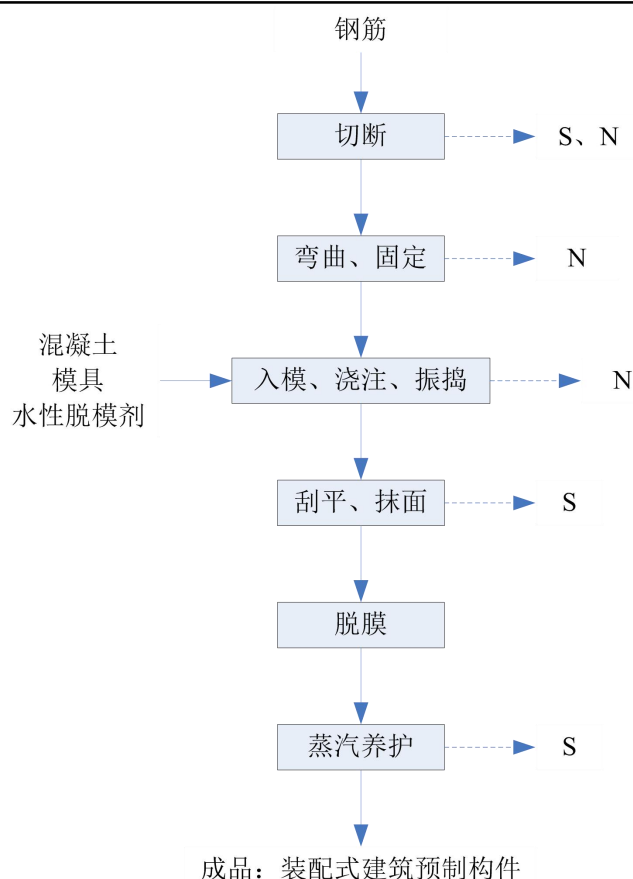 钢筋
切断
S、N
弯曲、固定
N
混凝土
模具
水性脱模剂
入模、浇注、振捣
N
刮平、抹面
S
脱膜
蒸汽养护
S
成品：装配式建筑预制构件